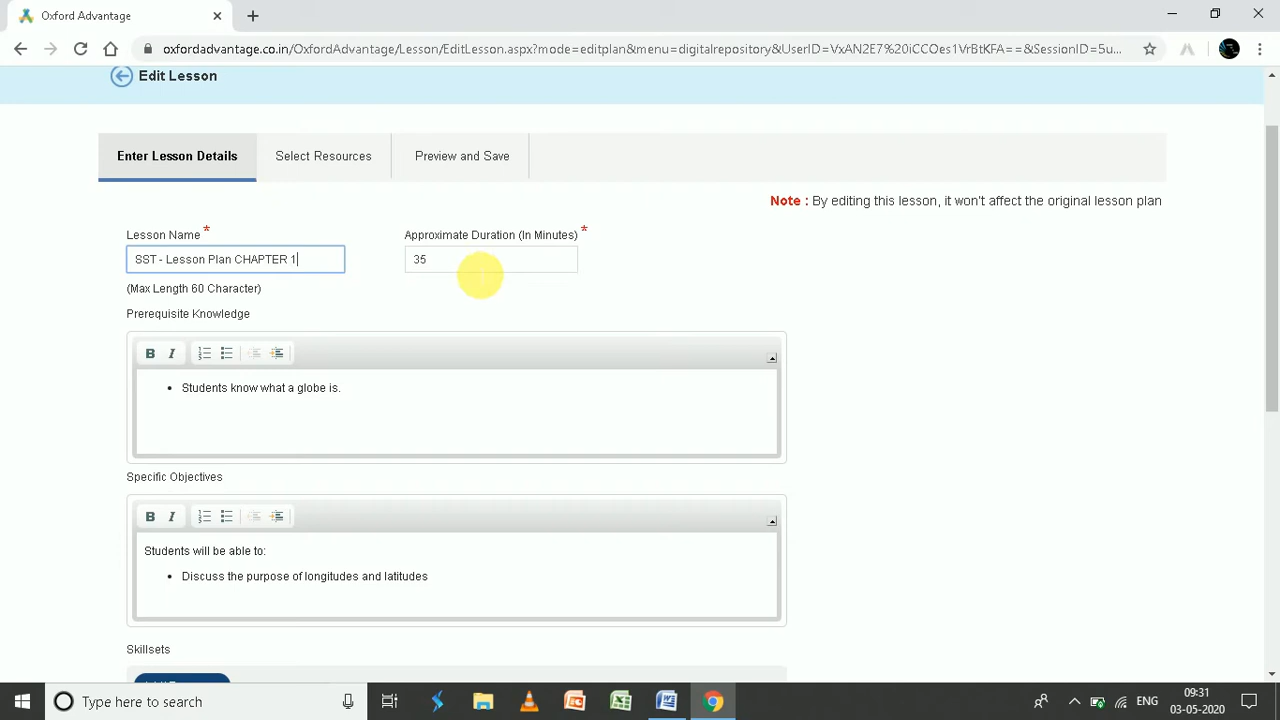 Oxford Advantage
oxfordadvantage.co.in/OxfordAdvantage/Lesson/EditLesson.aspx?mode=editplan&menu=digitalrepository&UserID=VxAN2E7%20iCCOes1VrBtKFA==&SessionID=5u...
Edit Lesson
Enter Lesson Details
Select Resources
Preview and Save
Note : By editing this lesson, it won't affect the original lesson plan
Lesson Name *
Approximate Duration (In Minutes) *
SST - Lesson Plan CHAPTER 1
35
(Max Length 60 Character)
Prerequisite Knowledge
B I
• Students know what a globe is.
Specific Objectives
B I
Students will be able to:
• Discuss the purpose of longitudes and latitudes
Skillsets
Type here to search
ENG
09:31
03-05-2020